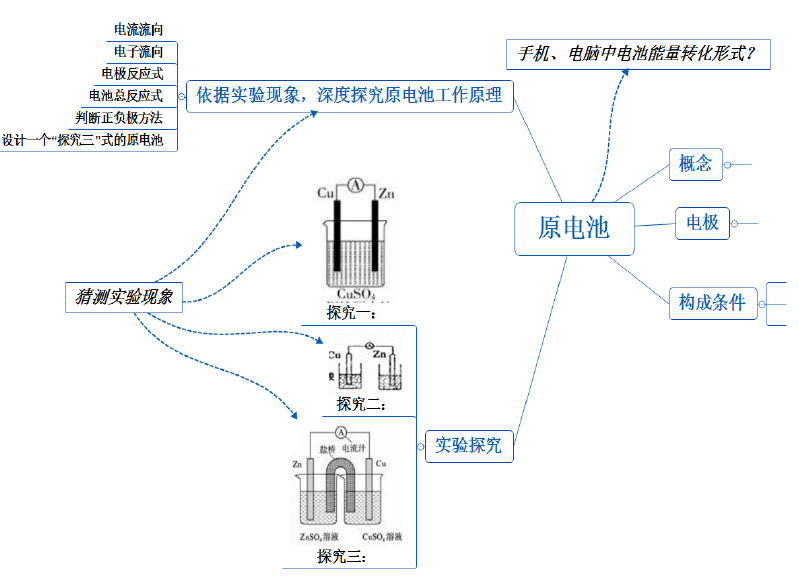 电流流向
电子流向
电极反应式
电池总反应式
判断正负极方法
设计一个“探究三”式的原电池
依据实验现象，深度探究原电池工作原理
手机、电脑中电池能量转化形式？
概念
原电池
电极
构成条件
猜测实验现象
A
Cu
Zn
CuSO₄
探究一：
Cu
A
Zn
探究二：
A
盐桥
电流计
Zn
Cu
ZnSO₄溶液
CuSO₄溶液
探究三：
实验探究